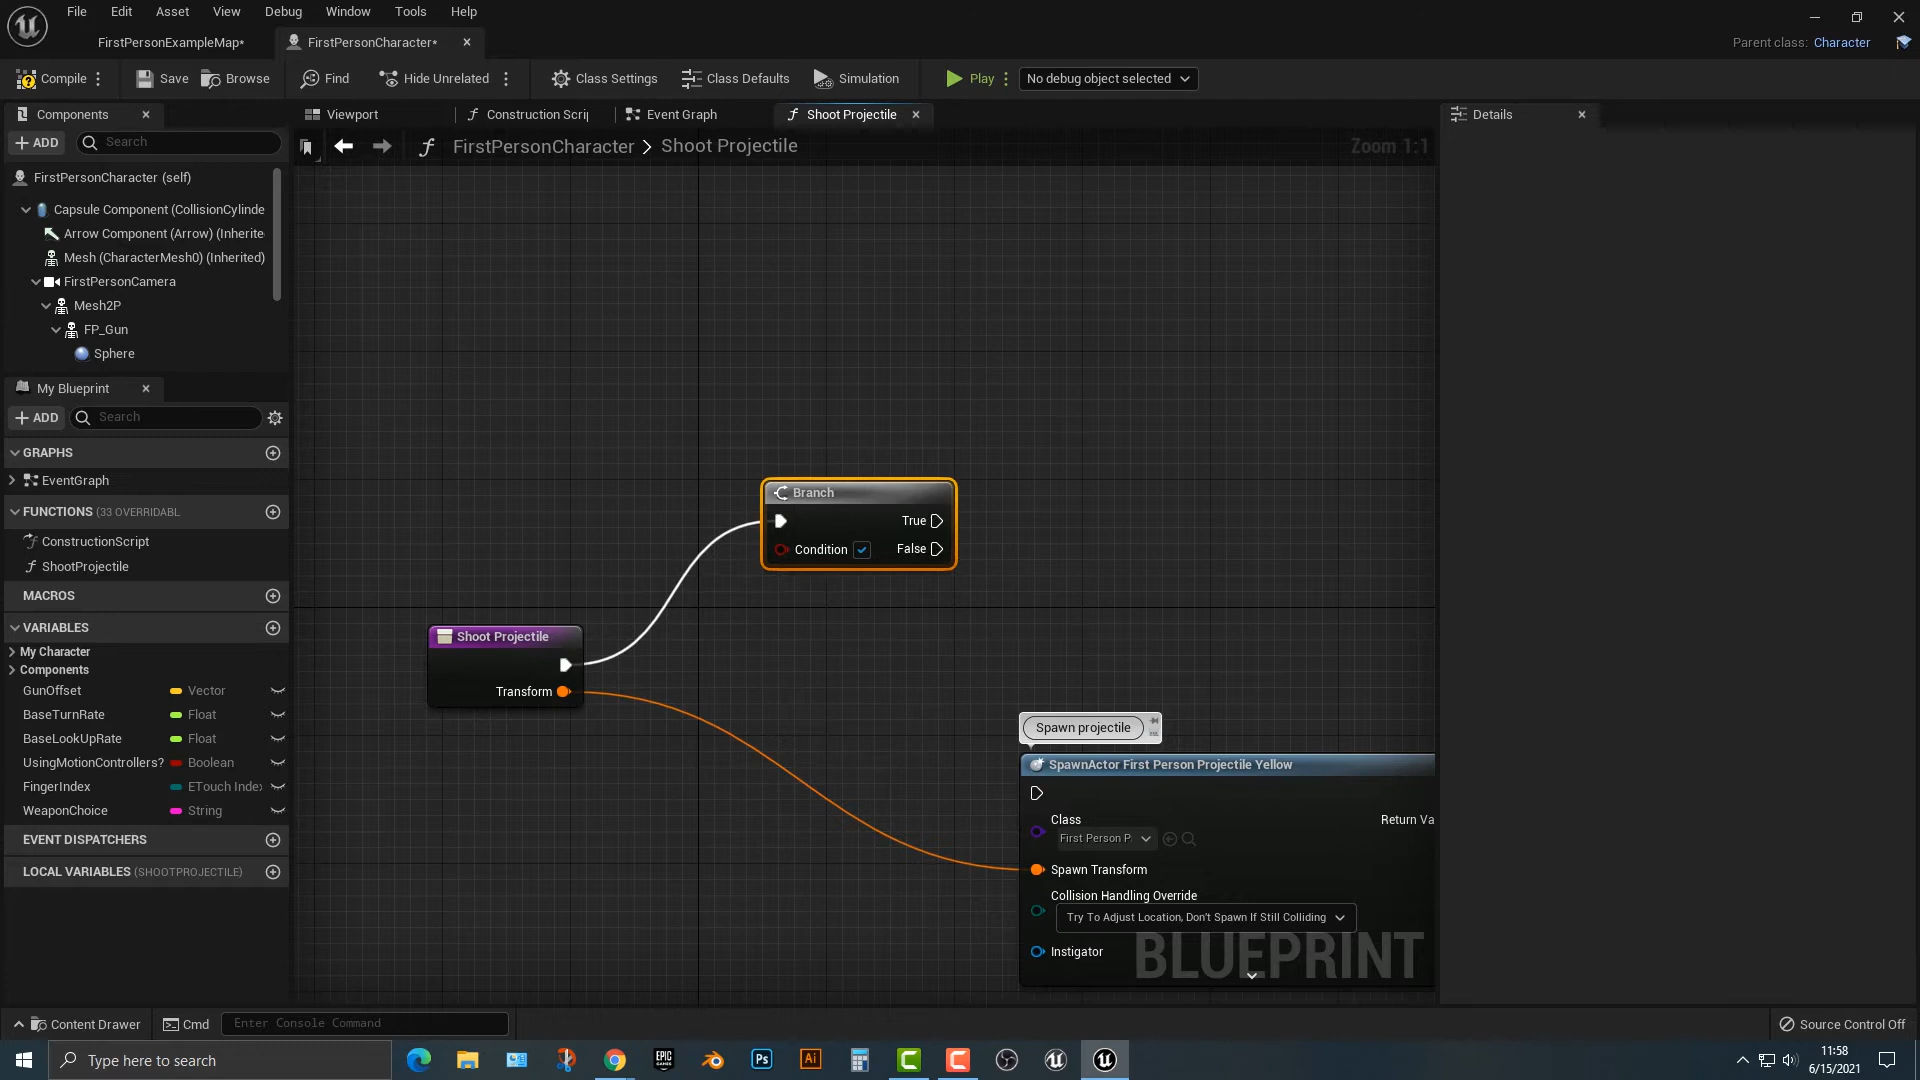 File Edit Asset View Debug Window Tools Help
FirstPersonExampleMap*
FirstPersonCharacter*
Parent class: Character
Compile
Save
Browse
Find
Hide Unrelated
Class Settings
Class Defaults
Simulation
Play
No debug object selected
Components
Viewport
Construction Scri
Event Graph
Shoot Projectile
Details
ADD
Search
FirstPersonCharacter > Shoot Projectile
Zoom 1:1
FirstPersonCharacter (self)
Capsule Component (CollisionCylinde
Arrow Component (Arrow) (Inherite
Mesh (CharacterMesh0) (Inherited)
FirstPersonCamera
Mesh2P
FP_Gun
Sphere
My Blueprint
ADD
Search
GRAPHS
EventGraph
FUNCTIONS (33 OVERRIDABL
ConstructionScript
ShootProjectile
MACROS
VARIABLES
My Character
Components
GunOffset Vector
BaseTurnRate Float
BaseLookUpRate Float
UsingMotionControllers? Boolean
FingerIndex ETouch Index
WeaponChoice String
EVENT DISPATCHERS
LOCAL VARIABLES (SHOOTPROJECTILE)
Branch
True
Condition
False
Shoot Projectile
Transform
Spawn projectile
SpawnActor First Person Projectile Yellow
Class
Return Va
First Person P
Spawn Transform
Collision Handling Override
Try To Adjust Location, Don't Spawn If Still Colliding
Instigator
BLUEPRINT
Content Drawer
Cmd
Enter Console Command
Source Control Off
Type here to search
EPIC
GAMES
Ps
Ai
11:58
6/15/2021